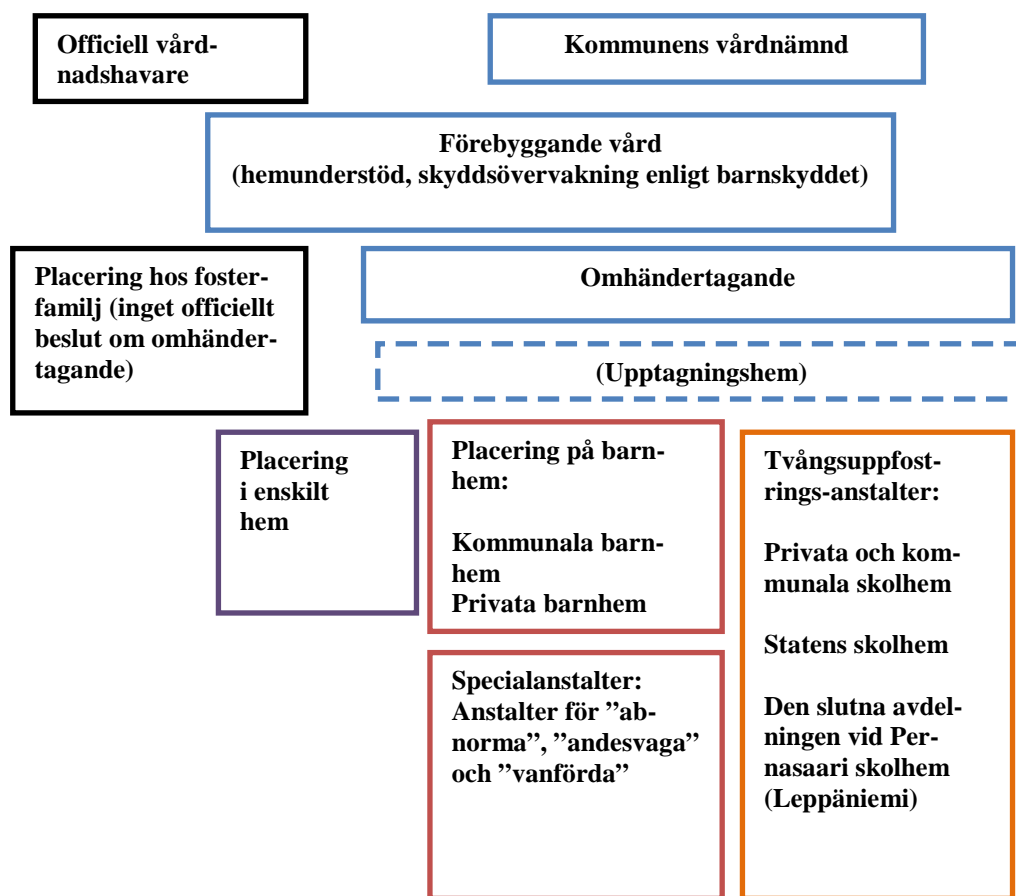 Officiell vård-
nadshavare
Kommunens vårdnämnd
Förebyggande vård
(hemunderstöd, skyddsövervakning enligt barnskyddet)
Placering hos foster-
familj (inget officiellt
beslut om omhänder-
tagande)
Omhändertagande
(Upptagningshem)
Placering
i enskilt
hem
Placering på barn-
hem:
Kommunala barn-
hem
Privata barnhem
Specialanstalter:
Anstalter för ”ab-
norma”, ”andesvaga”
och ”vanförda”
Tvångsuppfost-
rings-anstalter:
Privata och kom-
munala skolhem
Statens skolhem
Den slutna avdel-
ningen vid Per-
nasaari skolhem
(Leppäniemi)